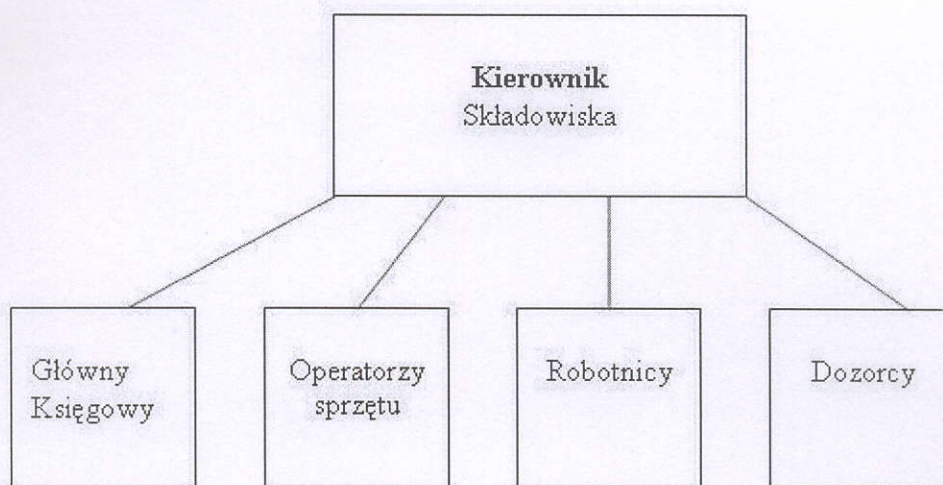 Kierownik
Składowiska
Główny
Księgowy
Operatorzy
sprzętu
Robotnicy
Dozorcy